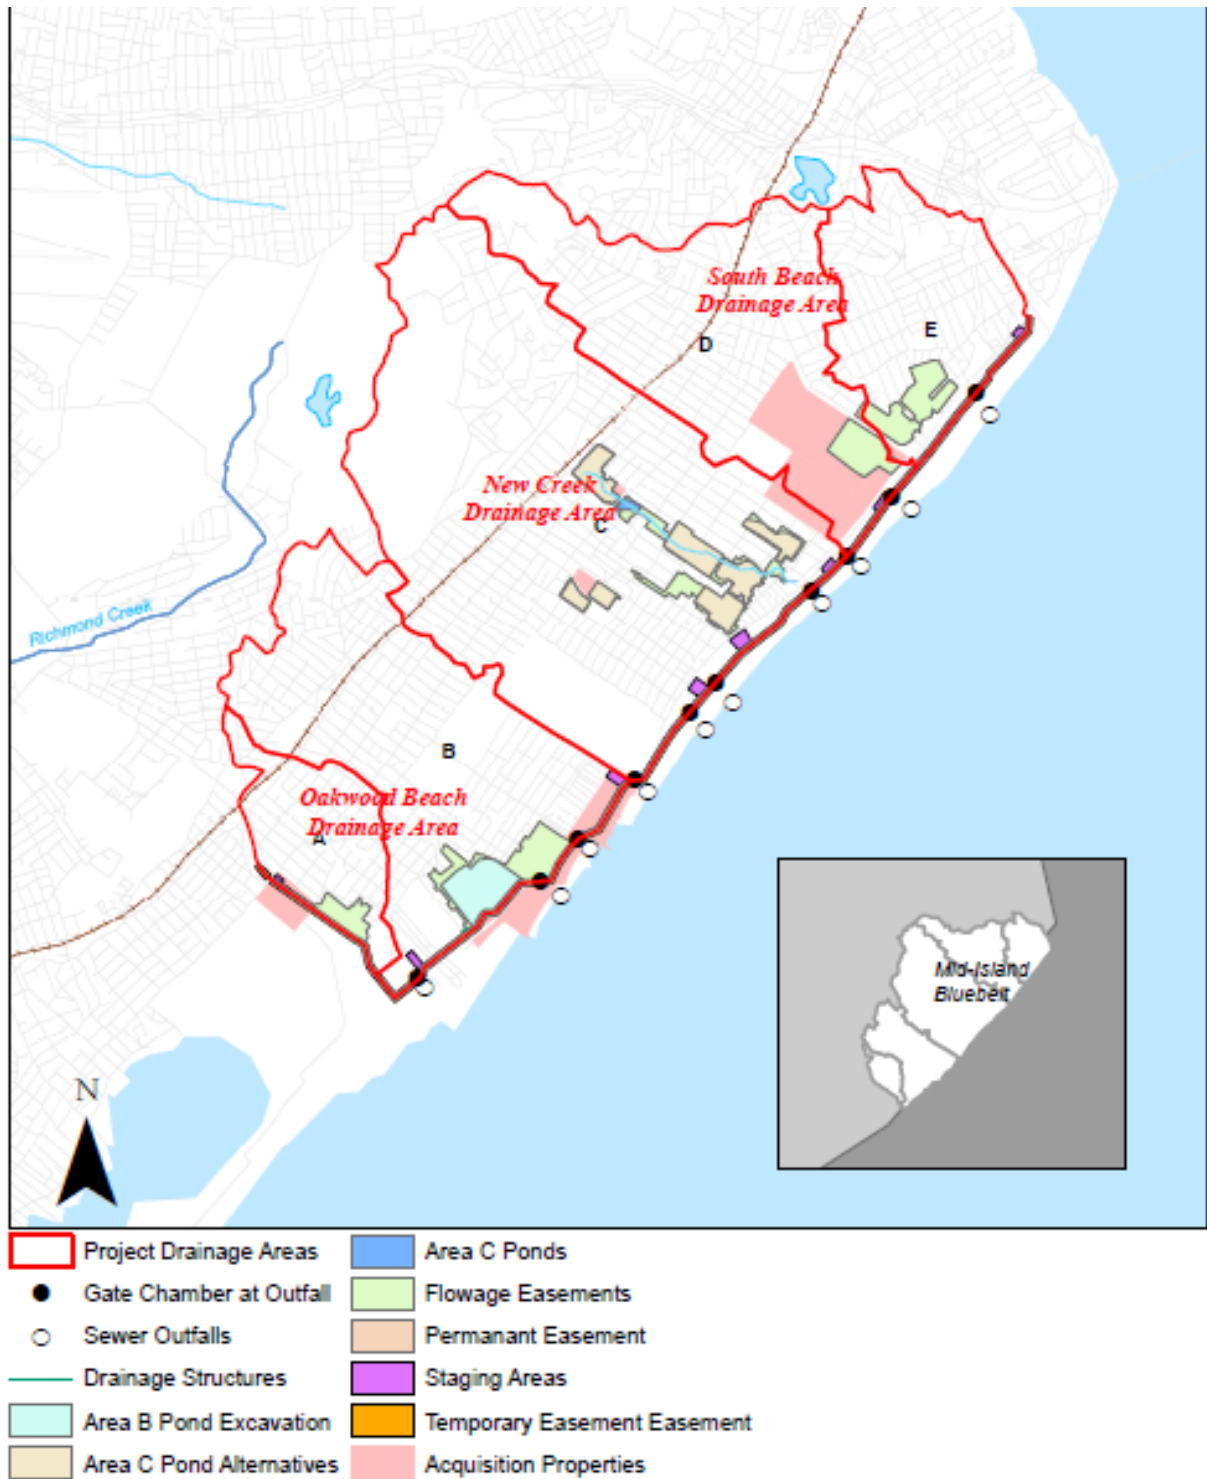 South Beach
Drainage Area
E
D
New Creek
Drainage Area
C
Richmond Creek
B
Oakwood Beach
Drainage Area
A
Mid-Island
Bluebelt
N
Project Drainage Areas
Gate Chamber at Outfall
Sewer Outfalls
Drainage Structures
Area B Pond Excavation
Area C Pond Alternatives
Area C Ponds
Flowage Easements
Permanant Easement
Staging Areas
Temporary Easement Easement
Acquisition Properties